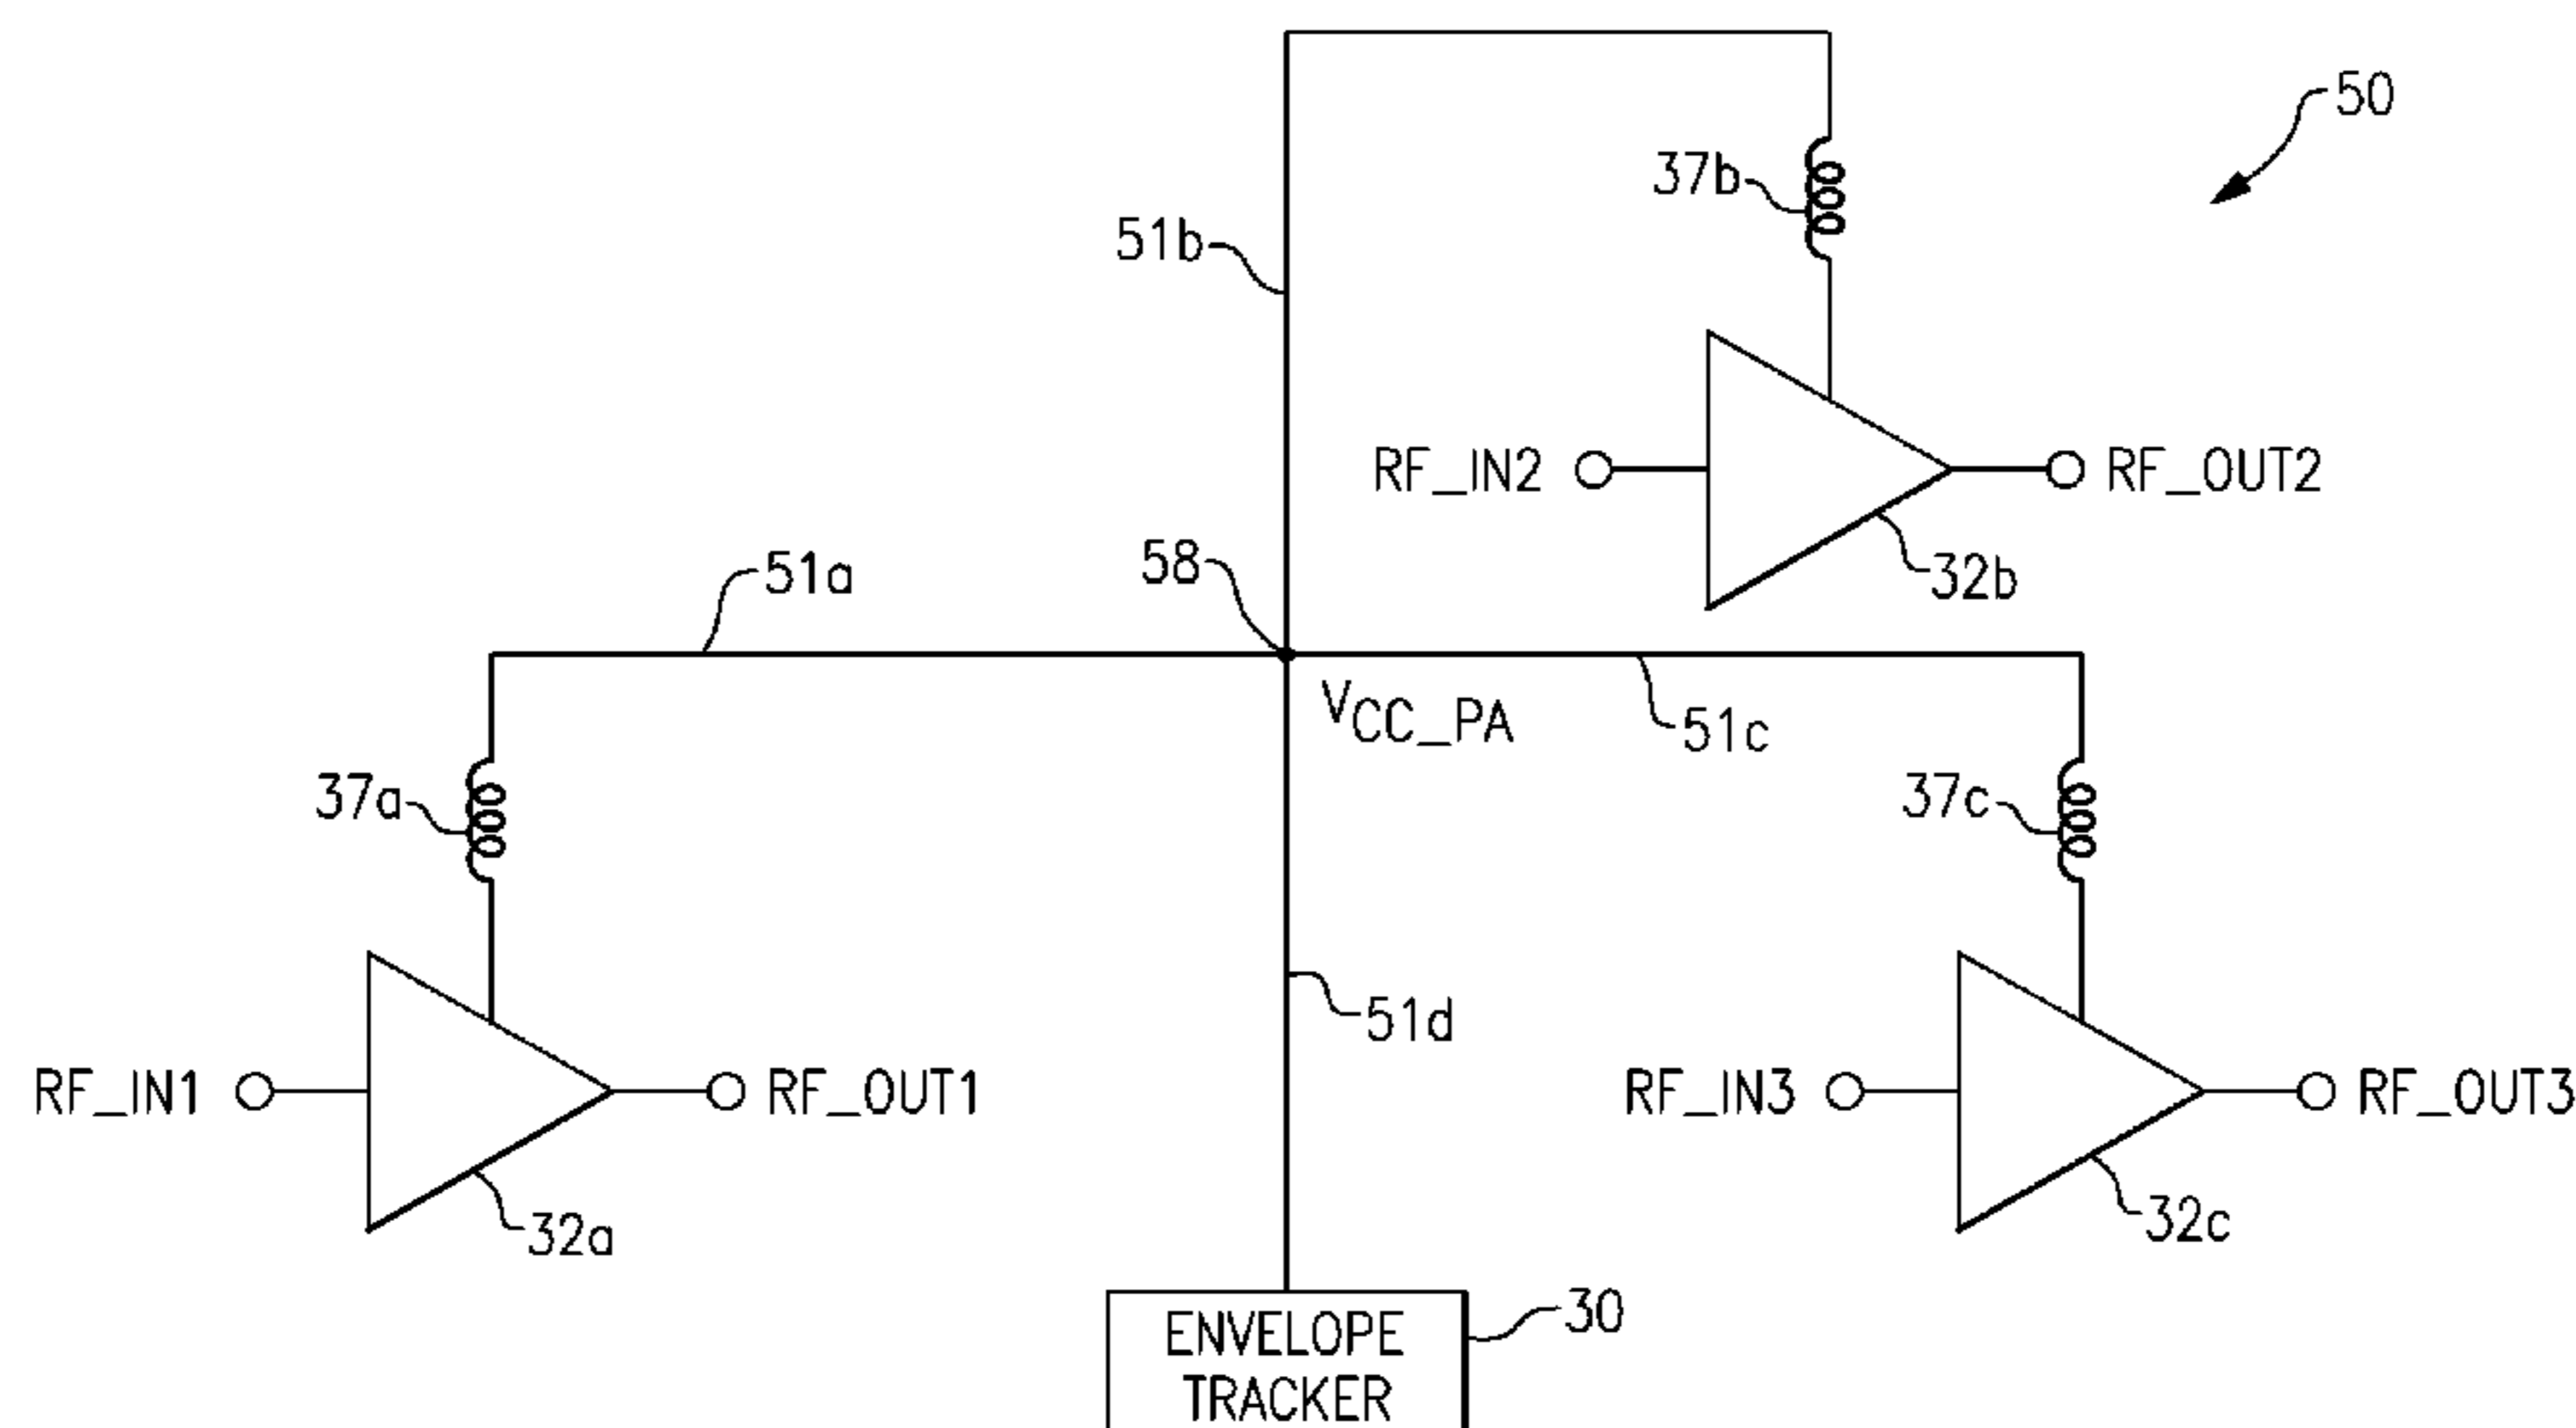 50
37b
51b
RF_IN2
RF_OUT2
32b
58
51a
VCC_PA
51c
37a
37c
51d
RF_IN1
RF_OUT1
RF_IN3
RF_OUT3
32a
32c
30
ENVELOPE
TRACKER